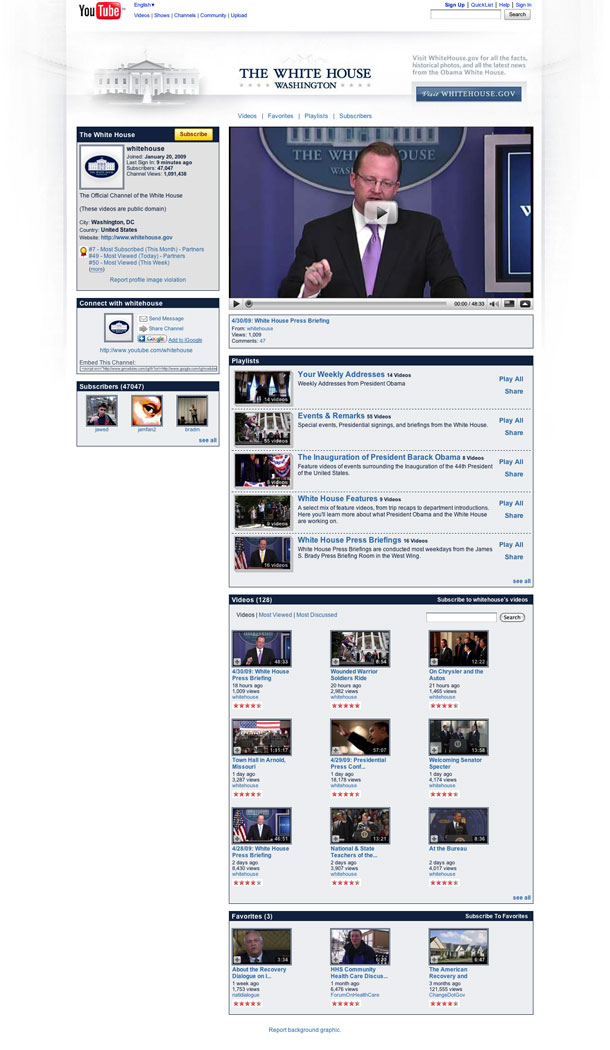 YouTube
English
Videos | Shows | Channels | Community | Upload
Sign Up | QuickList | Help | Sign In
Search
THE WHITE HOUSE
WASHINGTON
Visit WhiteHouse.gov for all the facts,
historical photos, and all the latest news
from the Obama White House.
Visit WHITEHOUSE.GOV
Videos | Favorites | Playlists | Subscribers
The White House
Subscribe
whitehouse
Joined: January 20, 2009
Last Sign In: 9 minutes ago
Subscribers: 47,047
Channel Views: 1,091,438
The Official Channel of the White House
(These videos are public domain)
City: Washington, DC
Country: United States
Website: http://www.whitehouse.gov
#7 - Most Subscribed (This Month) - Partners
#49 - Most Viewed (Today) - Partners
#50 - Most Viewed (This Week)
(more)
Report profile image violation
Connect with whitehouse
Send Message
Share Channel
Google Add to iGoogle
http://www.youtube.com/whitehouse
Embed This Channel:
Subscribers (47047)
jawed
jamfan2
bradm
see all
THE WHITE HOUSE
WASHINGTON
00:00 / 48:33
4/30/09: White House Press Briefing
From: whitehouse
Views: 1,009
Comments: 47
Playlists
14 Videos
Your Weekly Addresses 14 Videos
Weekly Addresses from President Obama
Play All
Share
55 videos
Events & Remarks 55 Videos
Special events, Presidential signings, and briefings from the White House.
Play All
Share
8 videos
The Inauguration of President Barack Obama 8 Videos
Feature videos of events surrounding the Inauguration of the 44th President
of the United States.
Play All
Share
9 videos
White House Features 9 Videos
A select mix of feature videos, from trip recaps to department introductions.
Here you'll learn more about what President Obama and the White House
are working on.
Play All
Share
16 videos
White House Press Briefings 16 Videos
White House Press Briefings are conducted most weekdays from the James
S. Brady Press Briefing Room in the West Wing.
Play All
Share
see all
Videos (128)
Subscribe to whitehouse's videos
Videos | Most Viewed | Most Discussed
Search
48:33
4/30/09: White House
Press Briefing
18 hours ago
1,009 views
whitehouse
6:54
Wounded Warrior
Soldiers Ride
20 hours ago
2,982 views
whitehouse
12:22
On Chrysler and the
Autos
21 hours ago
1,465 views
whitehouse
1:11:17
Town Hall in Arnold,
Missouri
1 day ago
3,287 views
whitehouse
57:07
4/29/09: Presidential
Press Conf...
1 day ago
18,178 views
whitehouse
13:58
Welcoming Senator
Specter
1 day ago
4,174 views
whitehouse
46:51
4/28/09: White House
Press Briefing
2 days ago
8,430 views
whitehouse
13:21
National & State
Teachers of the...
2 days ago
3,907 views
whitehouse
8:36
At the Bureau
2 days ago
4,017 views
whitehouse
see all
Favorites (3)
Subscribe To Favorites
3:34
About the Recovery
Dialogue on I...
1 week ago
1,753 views
natldialogue
HHS Community
Health Care Discus...
1 month ago
6,476 views
ForumOnHealthCare
6:47
The American
Recovery and
3 months ago
121,555 views
ChangeDotGov
Report background graphic.